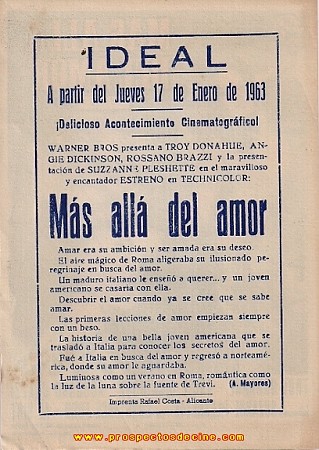 IDEAL
A partir del Jueves 17 de Enero de 1963
¡Delicioso Acontecimiento Cinematográfico!
WARNER BROS presenta a TROY DONAHUE, AN-
GIE DICKINSON, ROSSANO BRAZZI y la presen-
tación de SUZZANNE PLESHETTE en el maravilloso
y encantador ESTRENO en TECHNICOLOR:
Más allá del amor
Amar era su ambición y ser amada era su deseo.
El aire mágico de Roma aligeraba su ilusionado pe-
regrinaje en busca del amor.
Un maduro italiano le enseñó a querer... y un joven
americano se casaria con ella.
Descubrir el amor cuando ya se cree que se sabe
amar.
Las primeras lecciones de amor empiezan siempre
con un beso.
La historia de una bella joven americana que se
trasladó a Italia para conocer los secretos del amor.
Fué a Italia en busca del amor y regresó a norteamé-
rica, donde su amor le aguardaba.
Luminosa como un verano en Roma, romántica como
la luz de la luna sobre la fuente de Trevi. (A. Mayores)
Imprenta Rafael Costa - Alicante
www.prospectosdecine.com